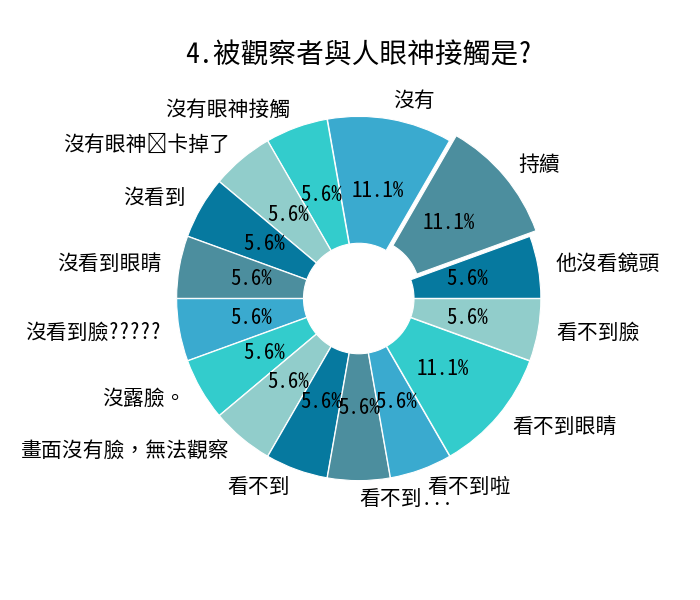 4.被觀察者與人眼神接觸是?
沒有
沒有眼神接觸
沒有眼神 卡掉了
持續
沒看到
沒看到眼睛
他沒看鏡頭
沒看到臉?????
看不到臉
沒露臉。
看不到眼睛
畫面沒有臉，無法觀察
看不到
看不到...
看不到啦
11.1%
5.6%
5.6%
11.1%
5.6%
5.6%
5.6%
5.6%
5.6%
5.6%
11.1%
5.6%
5.6%
5.6%
5.6%